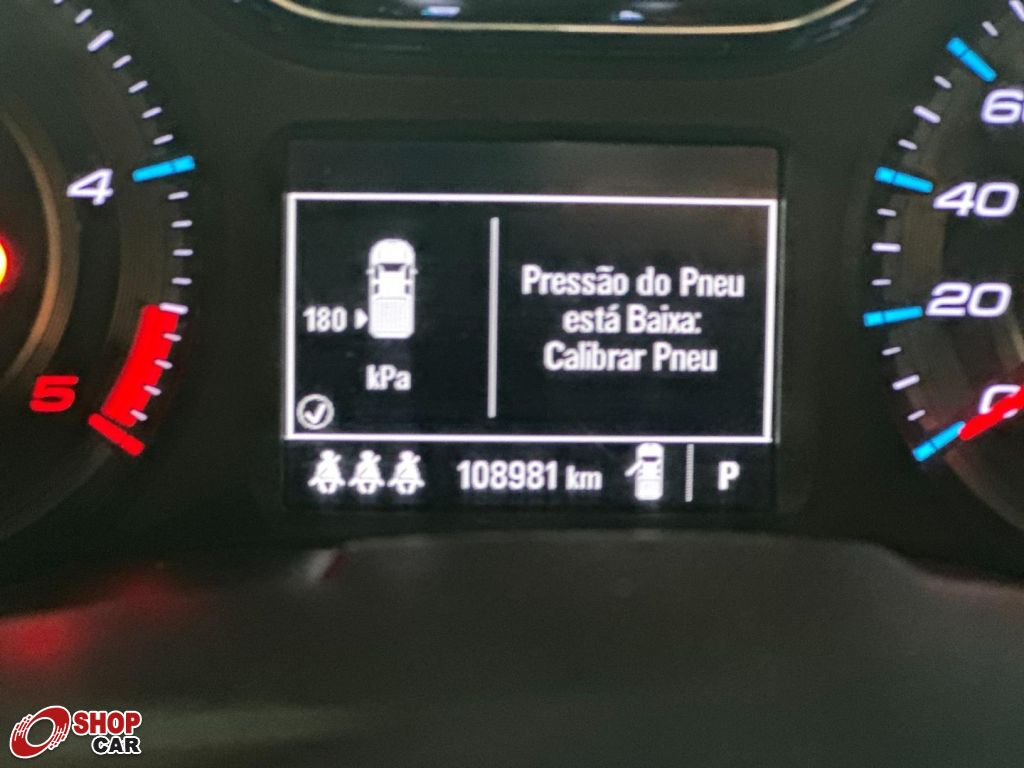 4
5
180
kPa
Pressão do Pneu
está Baixa:
Calibrar Pneu
108981 km
P
60
40
20
0
SHOP
CAR